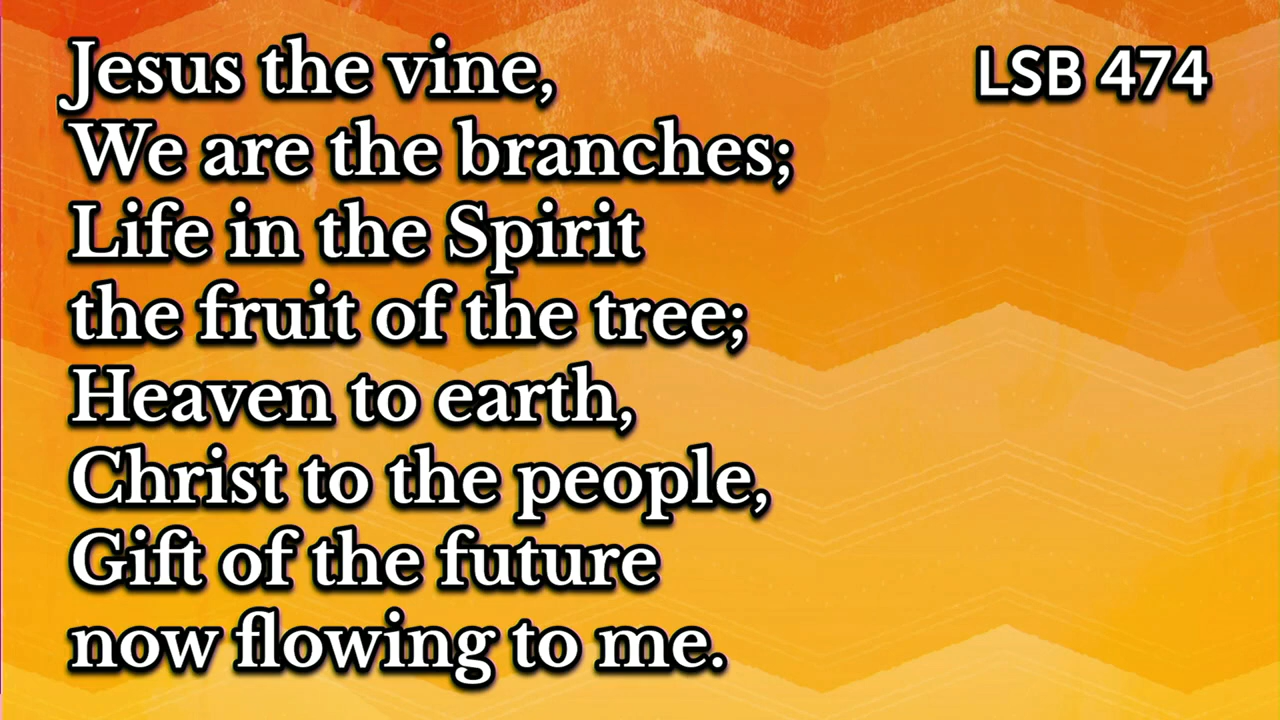 Jesus the vine,
LSB 474
We are the branches;
Life in the Spirit
the fruit of the tree;
Heaven to earth,
Christ to the people,
Gift of the future
now flowing to me.